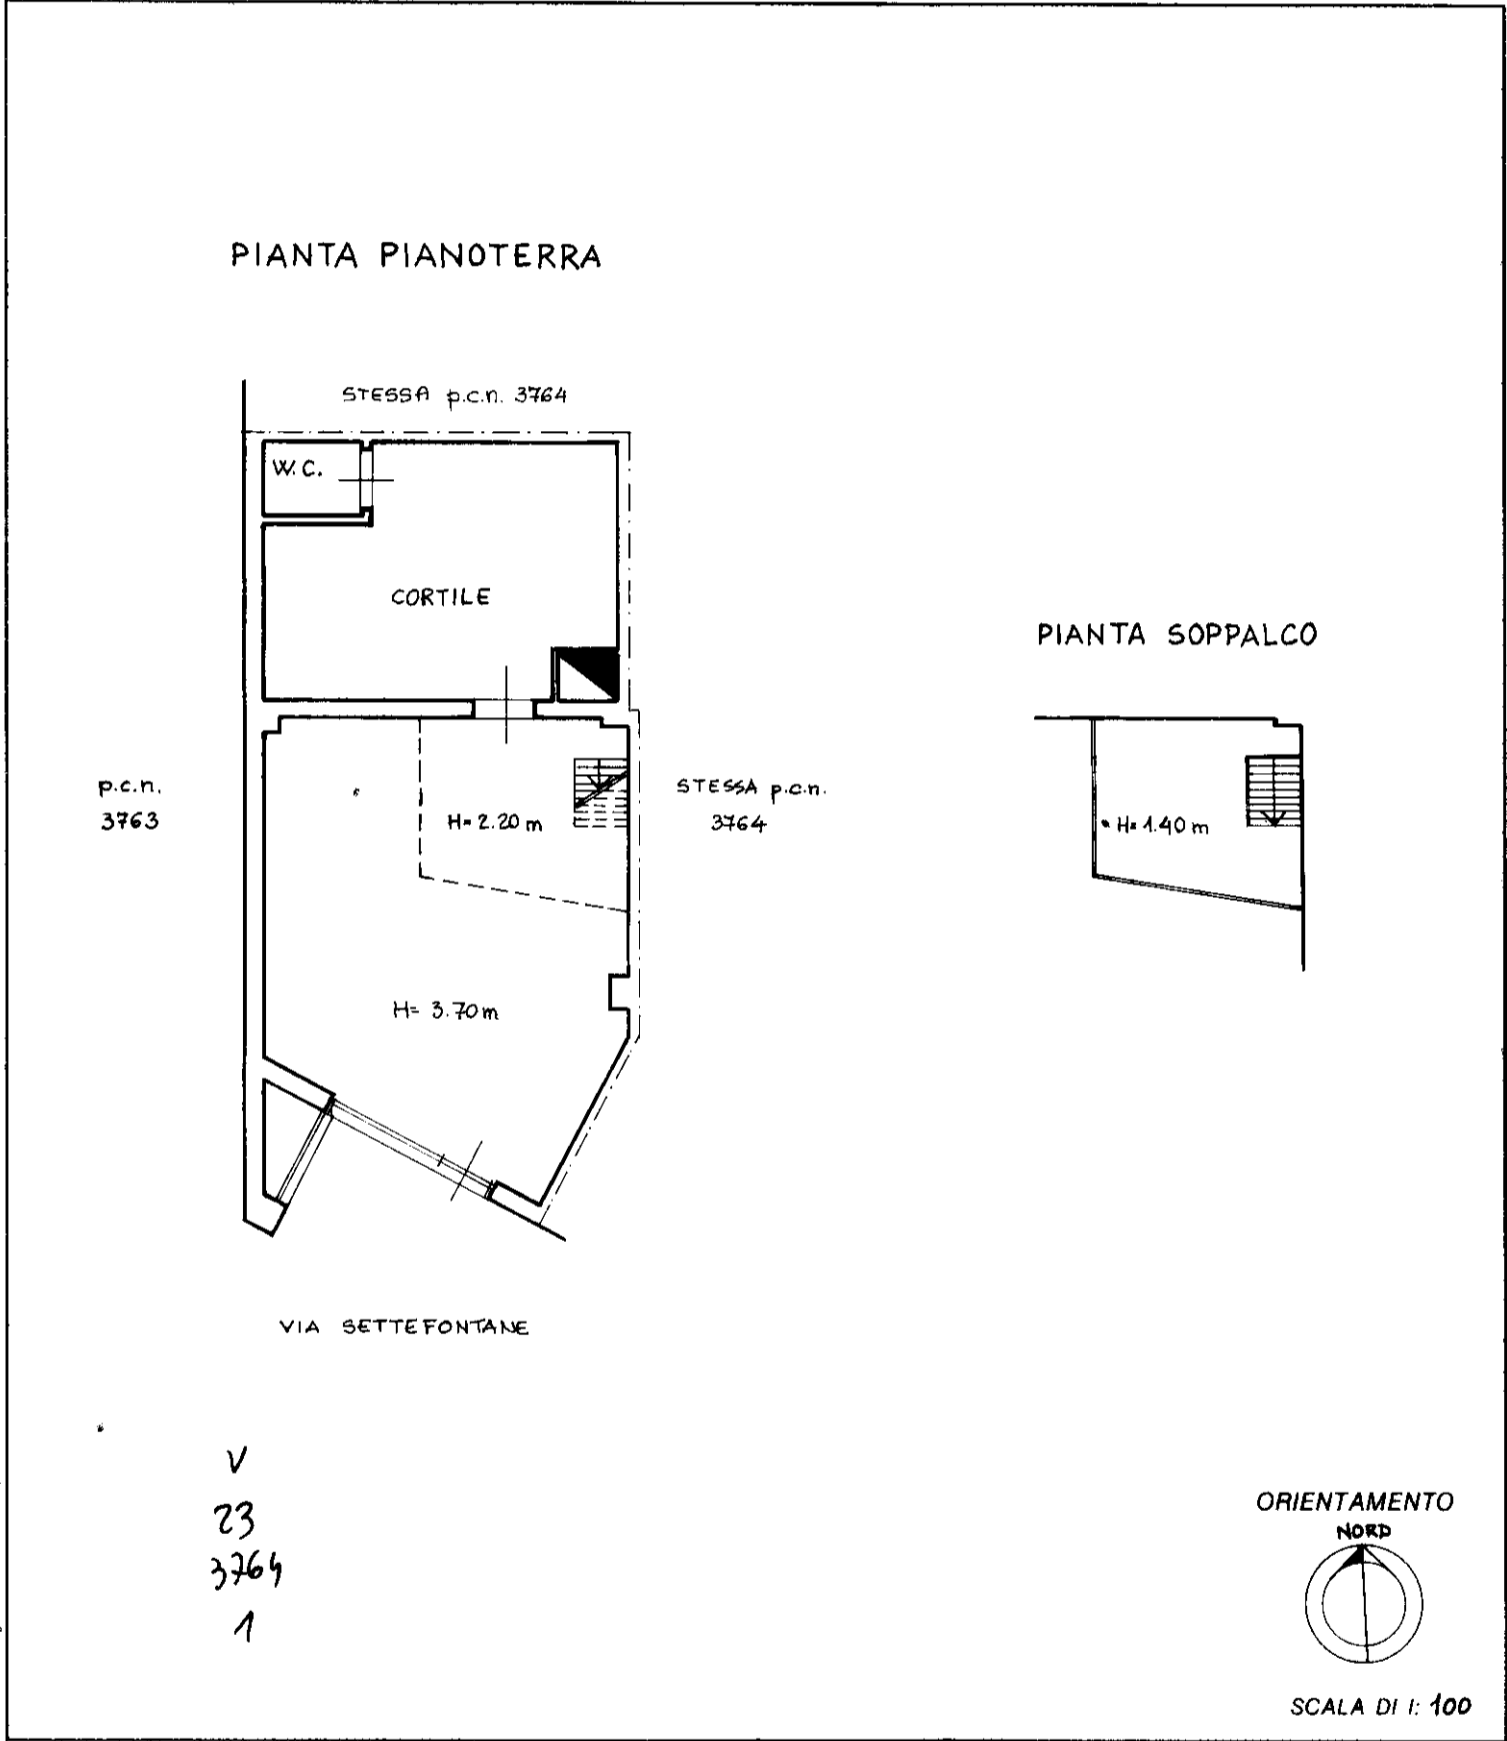 PIANTA PIANOTERRA
STESSA p.c.n. 3764
W.C.
CORTILE
PIANTA SOPPALCO
p.c.n.
3763
H= 2.20 m
STESSA p.c.n.
3764
H= 1.40 m
H= 3.70 m
VIA SETTEFONTANE
V
23
3764
1
ORIENTAMENTO
NORD
SCALA DI I: 100